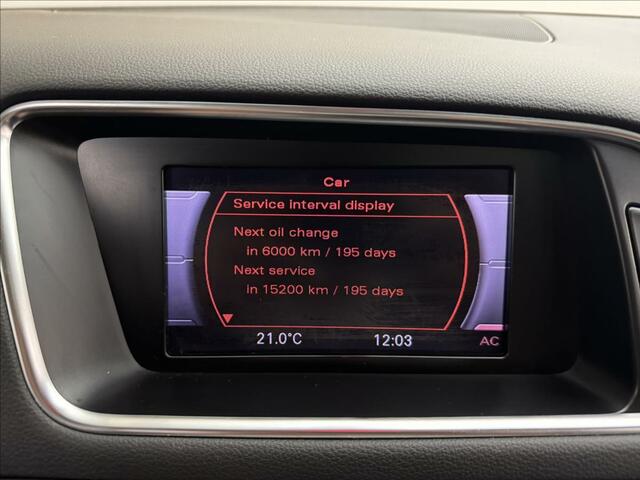 Car
Service interval display
Next oil change
in 6000 km / 195 days
Next service
in 15200 km / 195 days
21.0°C 12:03 AC